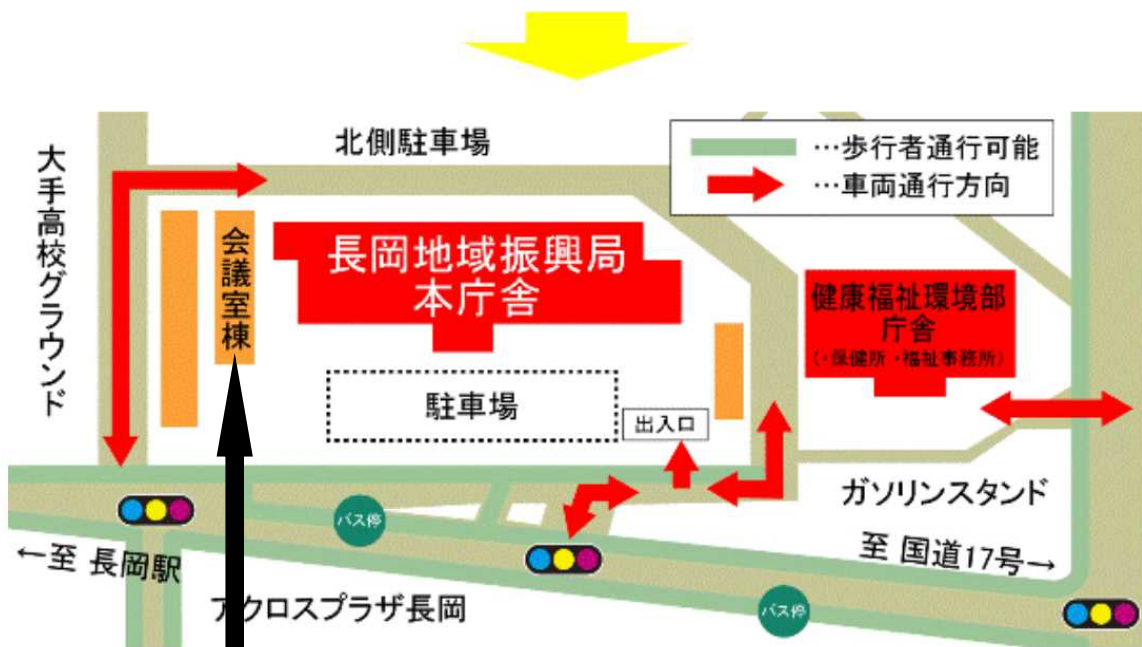 北側駐車場
…歩行者通行可能
…車両通行方向
大手高校グラウンド
会議室棟
長岡地域振興局
本庁舎
健康福祉環境部
庁舎
(・保健所・福祉事務所)
駐車場
出入口
ガソリンスタンド
バス停
←至 長岡駅
至 国道17号→
アクロスプラザ長岡
バス停